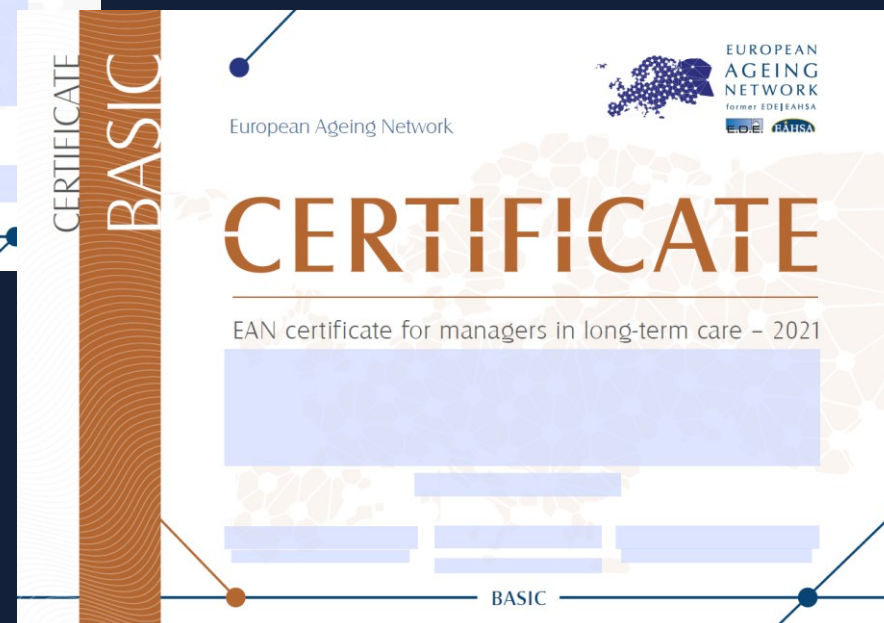 CERTIFICATE
BASIC
European Ageing Network
EUROPEAN
AGEING
NETWORK
former EDE|EAHSA
E.D.E. EAHSA
CERTIFICATE
EAN certificate for managers in long-term care – 2021
BASIC